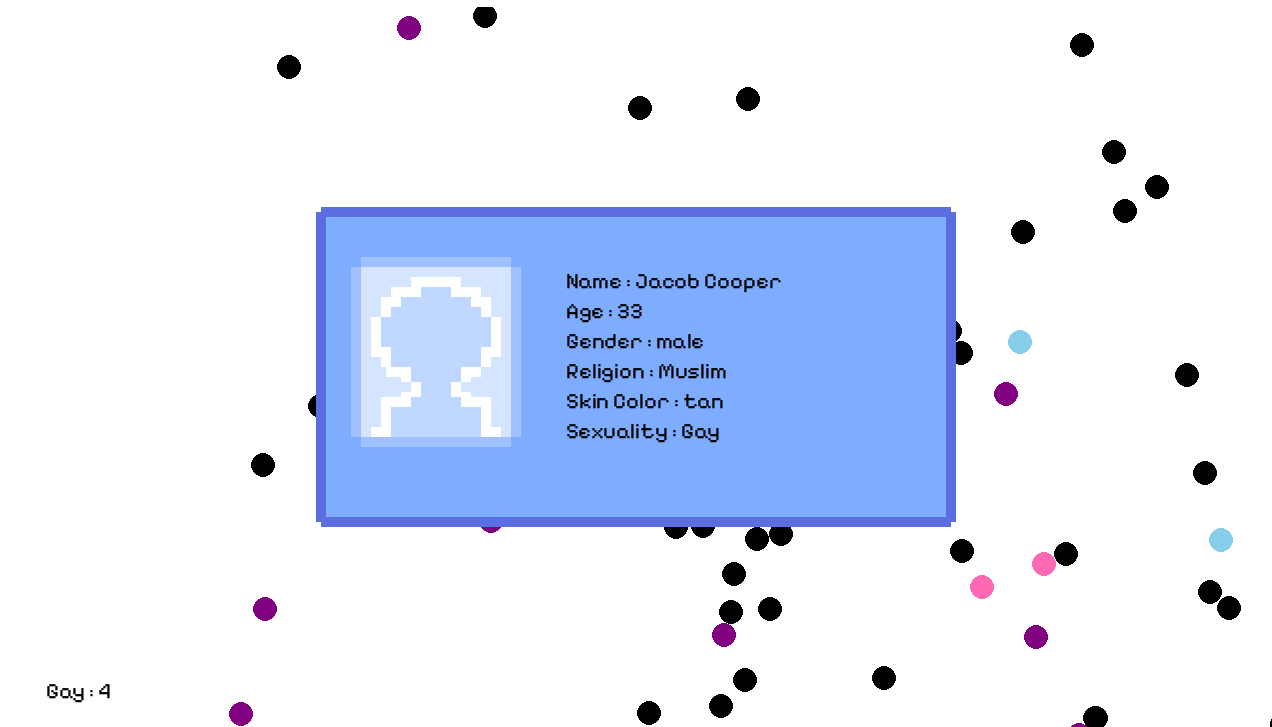 Name : Jacob Cooper
Age : 33
Gender : male
Religion : Muslim
Skin Color : tan
Sexuality : Gay
Gay : 4